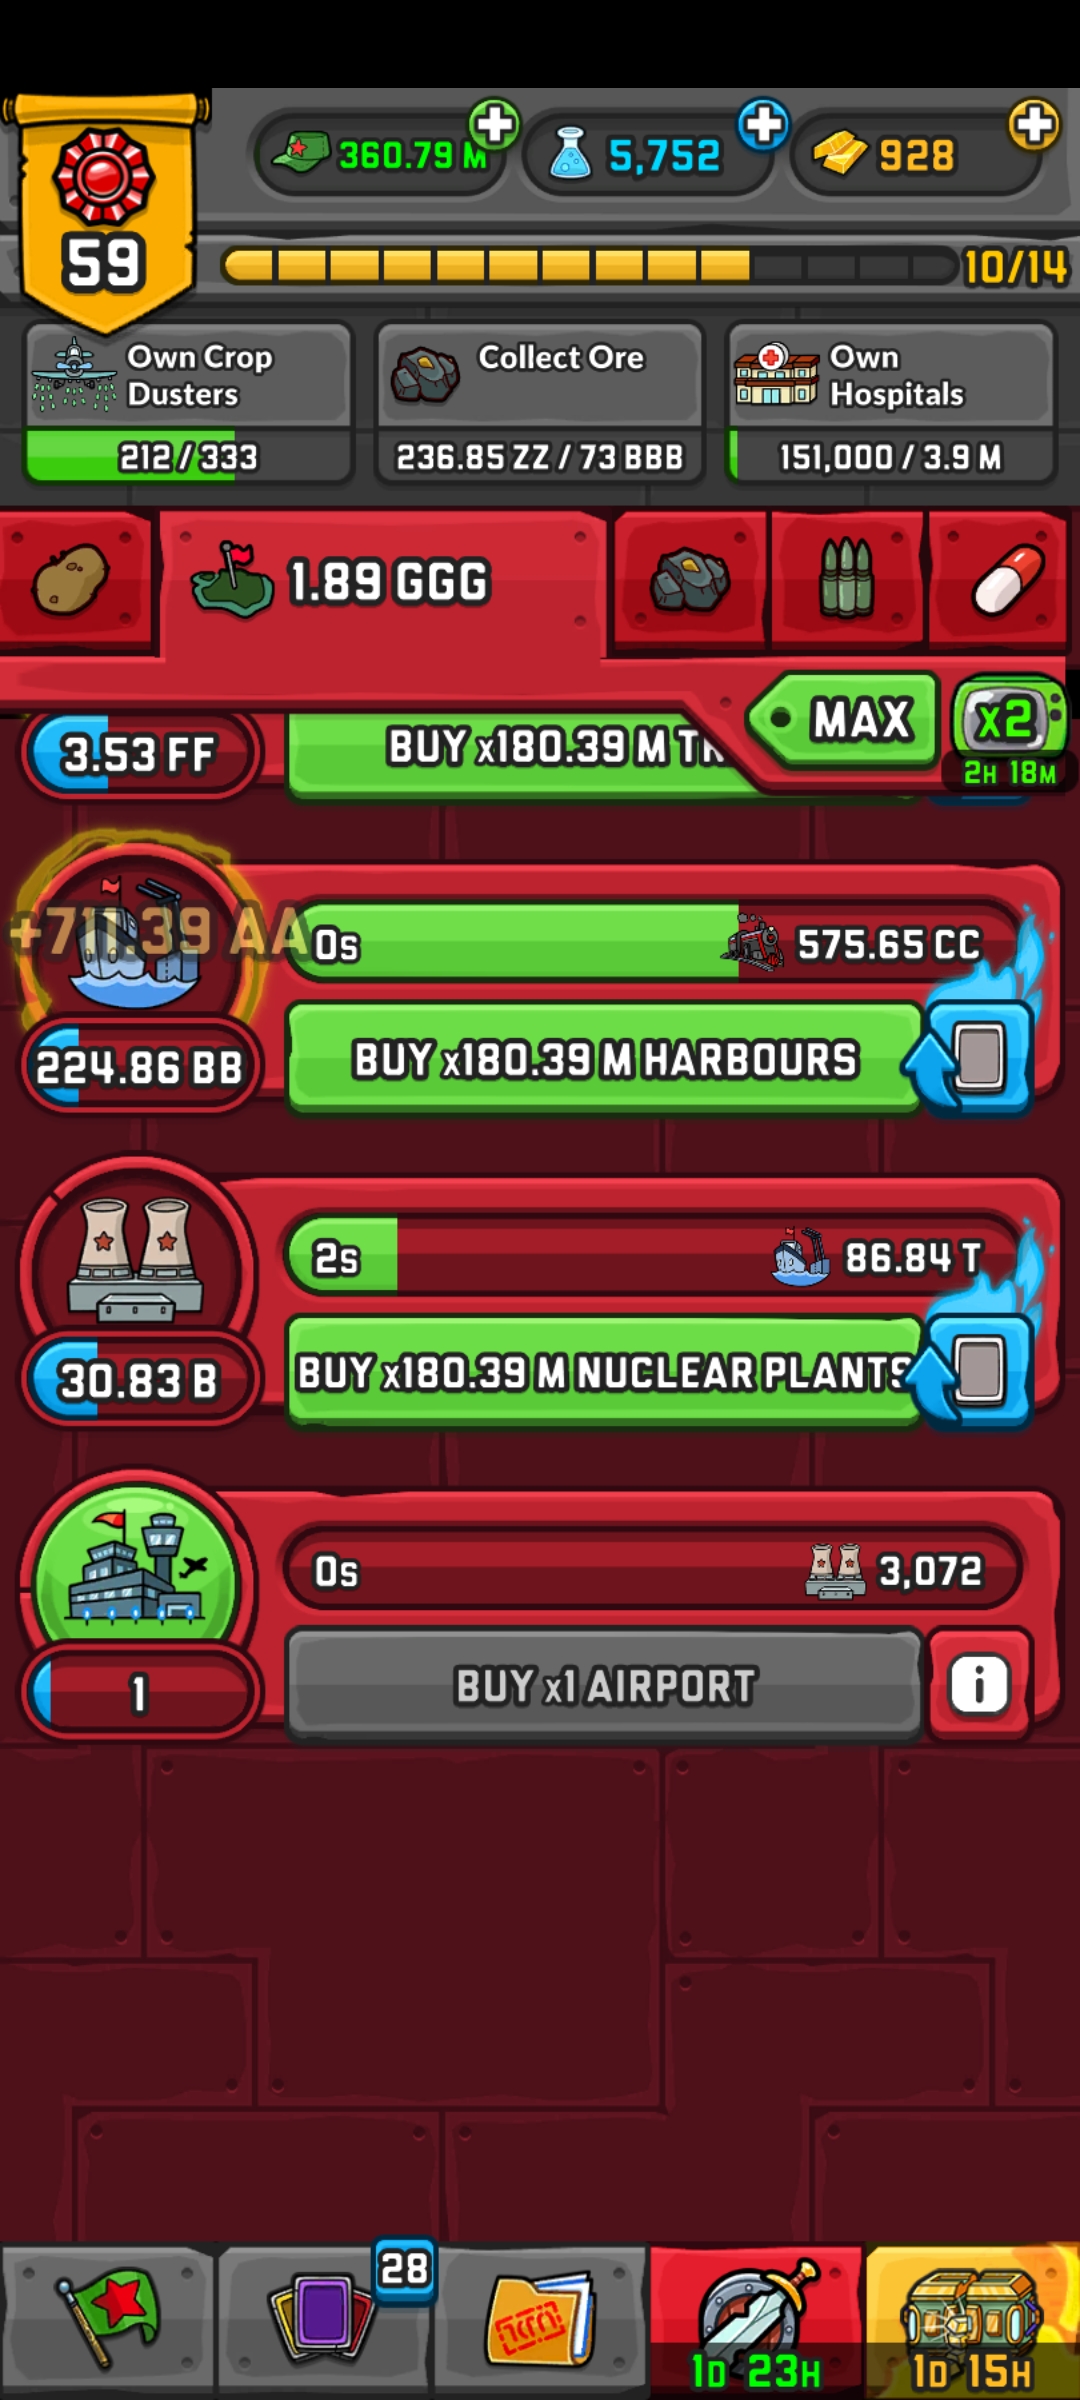 59
360.79 M
5,752
928
10/14
Own Crop
Dusters
212/333
Collect Ore
236.85 ZZ / 73 BBB
Own
Hospitals
151,000 / 3.9 M
1.89 GGG
MAX
x2
2H 18M
3.53 FF
BUY x180.39 M TR
+711.39 AA
0s
575.65 CC
224.86 BB
BUY x180.39 M HARBOURS
2s
86.84 T
30.83 B
BUY x180.39 M NUCLEAR PLANTS
0s
3,072
1
BUY x1 AIRPORT
i
28
1D 23H
1D 15H